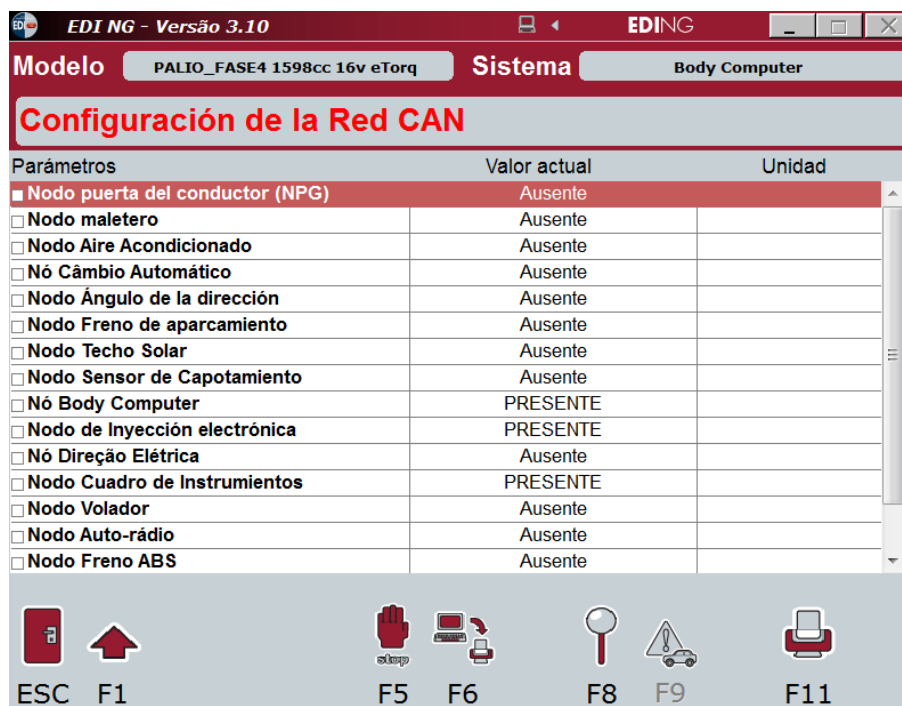 EDI NG - Versão 3.10 EDING
Modelo PALIO_FASE4 1598cc 16v eTorq Sistema Body Computer
Configuración de la Red CAN
Parámetros Valor actual Unidad
Nodo puerta del conductor (NPG) Ausente
Nodo maletero Ausente
Nodo Aire Acondicionado Ausente
Nó Câmbio Automático Ausente
Nodo Ángulo de la dirección Ausente
Nodo Freno de aparcamiento Ausente
Nodo Techo Solar Ausente
Nodo Sensor de Capotamiento Ausente
Nó Body Computer PRESENTE
Nodo de Inyección electrónica PRESENTE
Nó Direção Elétrica Ausente
Nodo Cuadro de Instrumientos PRESENTE
Nodo Volador Ausente
Nodo Auto-rádio Ausente
Nodo Freno ABS Ausente
stop
ESC F1 F5 F6 F8 F9 F11